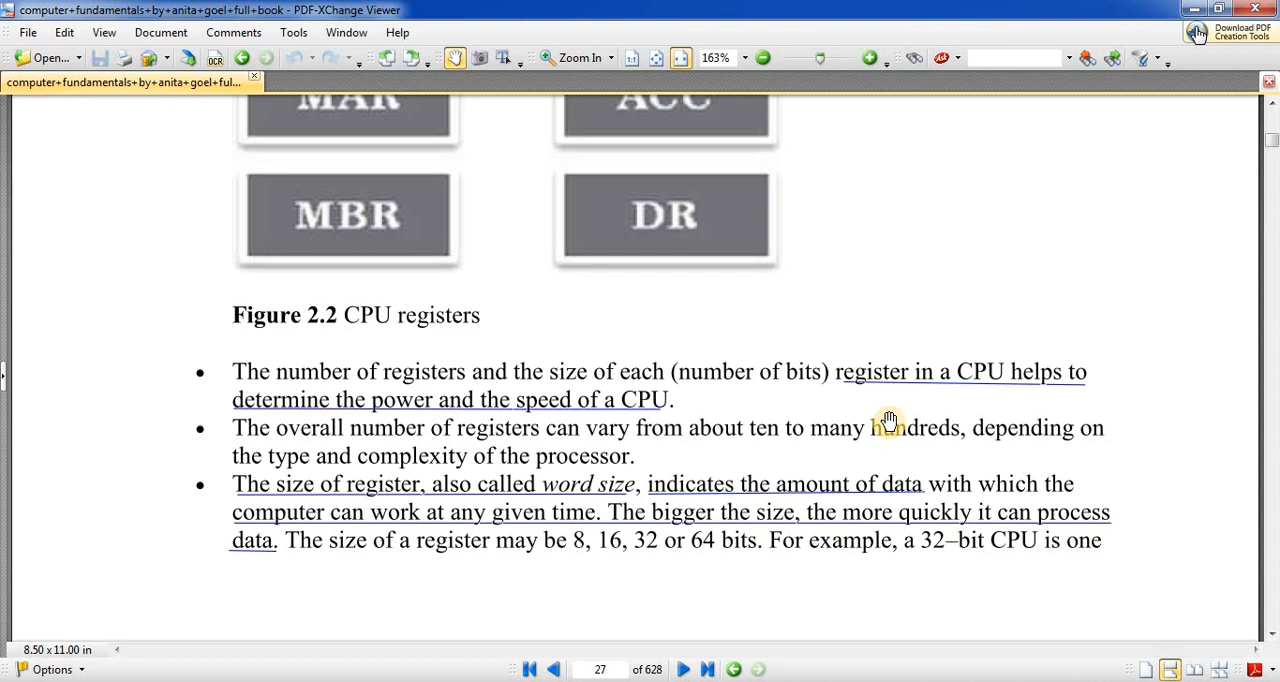 computer+fundamentals+by+anita+goel+full+book - PDF-XChange Viewer
File Edit View Document Comments Tools Window Help
Download PDF
Creation Tools
Open... OCR Zoom In 163%
computer+fundamentals+by+anita+goel+ful...
MAR ACC
MBR DR
Figure 2.2 CPU registers
• The number of registers and the size of each (number of bits) register in a CPU helps to
determine the power and the speed of a CPU.
• The overall number of registers can vary from about ten to many hundreds, depending on
the type and complexity of the processor.
• The size of register, also called word size, indicates the amount of data with which the
computer can work at any given time. The bigger the size, the more quickly it can process
data. The size of a register may be 8, 16, 32 or 64 bits. For example, a 32–bit CPU is one
8.50 x 11.00 in
Options 27 of 628